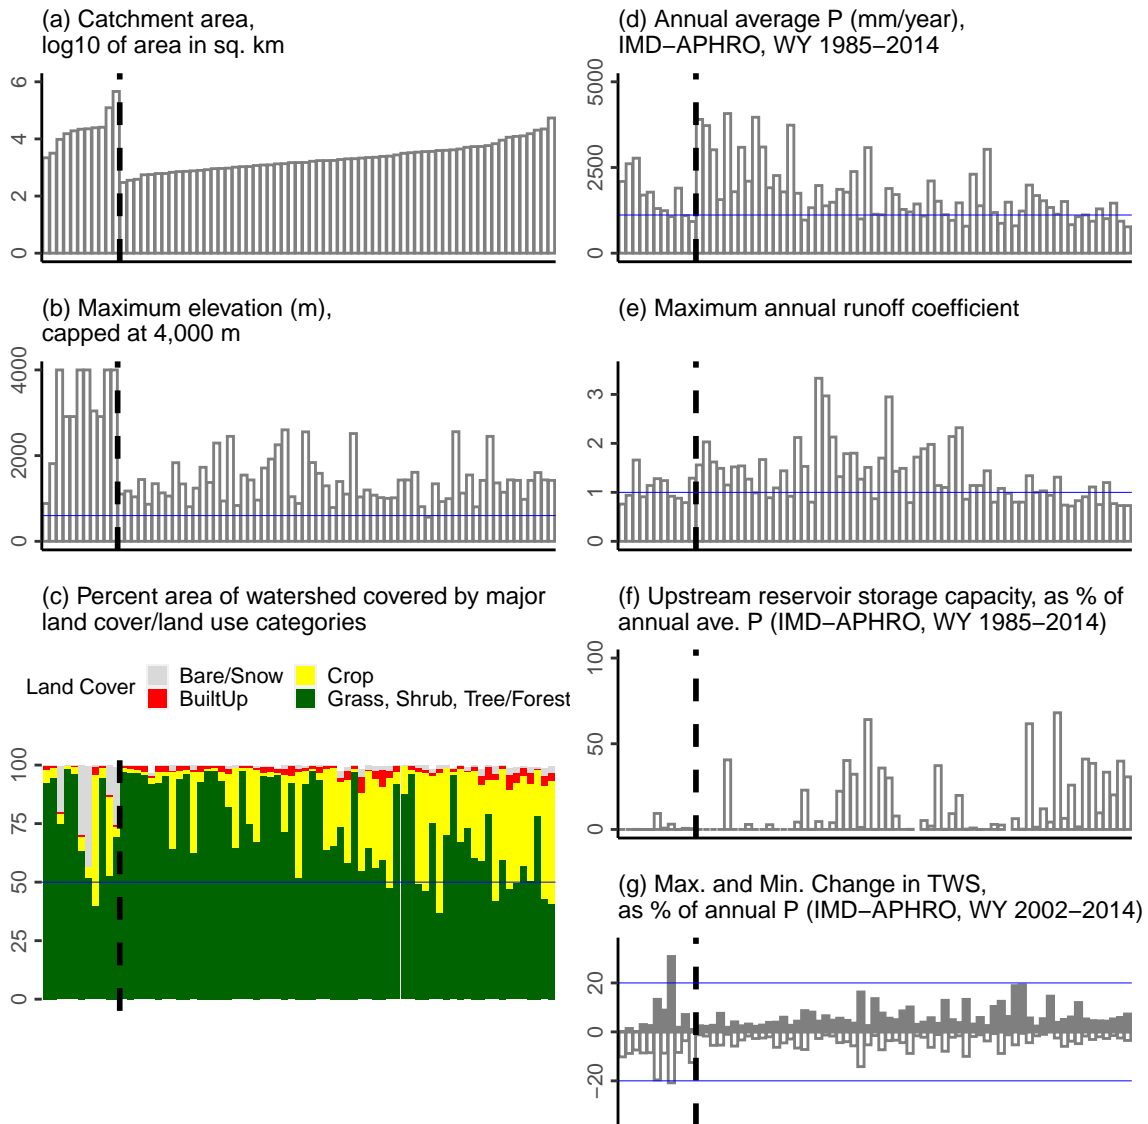 (a) Catchment area,
log10 of area in sq. km
6
4
2
0
(b) Maximum elevation (m),
capped at 4,000 m
4000
2000
0
(c) Percent area of watershed covered by major
land cover/land use categories
Land Cover
Bare/Snow
Crop
BuiltUp
Grass, Shrub, Tree/Forest
100
75
50
25
0
(d) Annual average P (mm/year),
IMD−APHRO, WY 1985−2014
5000
2500
0
(e) Maximum annual runoff coefficient
3
2
1
0
(f) Upstream reservoir storage capacity, as % of
annual ave. P (IMD−APHRO, WY 1985−2014)
100
50
0
(g) Max. and Min. Change in TWS,
as % of annual P (IMD−APHRO, WY 2002−2014)
20
0
−20